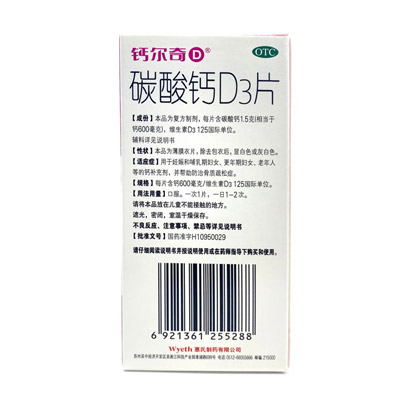 钙尔奇D®
OTC
碳酸钙D3片
【成份】本品为复方制剂，每片含碳酸钙1.5克(相当于
钙600毫克)，维生素D3 125国际单位。
辅料详见说明书
【性状】本品为薄膜衣片，除去包衣后，显白色或灰白色。
【适应症】用于妊娠和哺乳期妇女、更年期妇女、老年人
等的钙补充剂，并帮助防治骨质疏松症。
【规格】每片含钙600毫克/维生素D3 125国际单位。
【用法用量】口服。一次1片，一日1~2次。
请将本品放在儿童不能接触的地方。
遮光，密闭，室温干燥保存。
不良反应、注意事项、禁忌等详见说明书
【批准文号】国药准字H10950029
请仔细阅读说明书并按说明使用或在药师指导下购买和使用。
6 921361 255288
Wyeth 惠氏制药有限公司